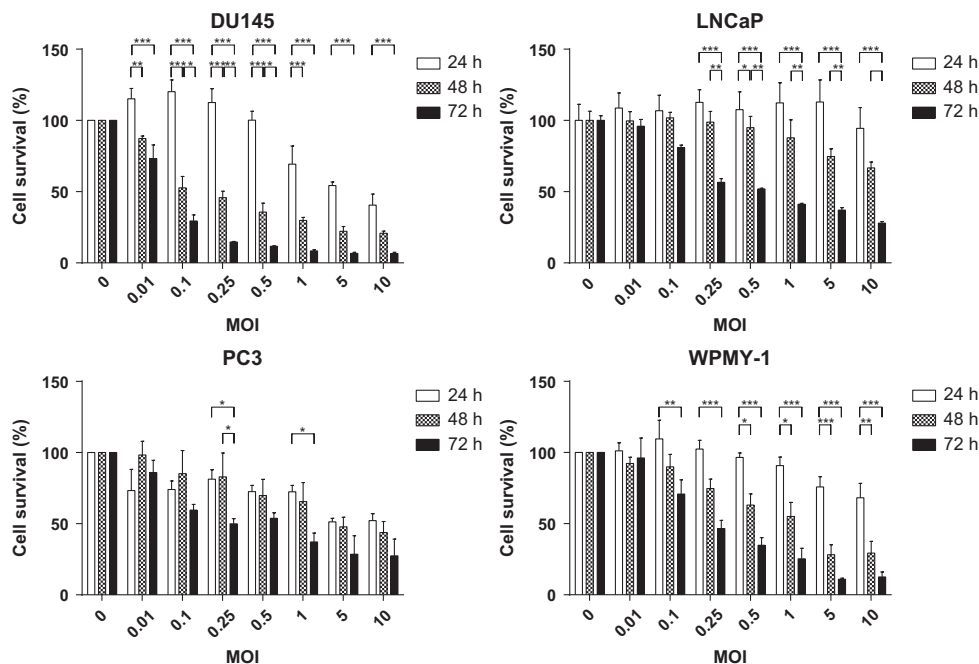 DU145
Cell survival (%)
150
100
50
0
*** *** *** *** *** *** ***
** **** * ****** **** * ***
24 h
48 h
72 h
0 0.01 0.1 0.25 0.5 1 5 10
MOI
LNCaP
Cell survival (%)
150
100
50
0
*** *** *** *** ***
** * ** ** **
24 h
48 h
72 h
0 0.01 0.1 0.25 0.5 1 5 10
MOI
PC3
Cell survival (%)
150
100
50
0
* *
*
24 h
48 h
72 h
0 0.01 0.1 0.25 0.5 1 5 10
MOI
WPMY-1
Cell survival (%)
150
100
50
0
** *** *** *** *** ***
* * *** **
24 h
48 h
72 h
0 0.01 0.1 0.25 0.5 1 5 10
MOI